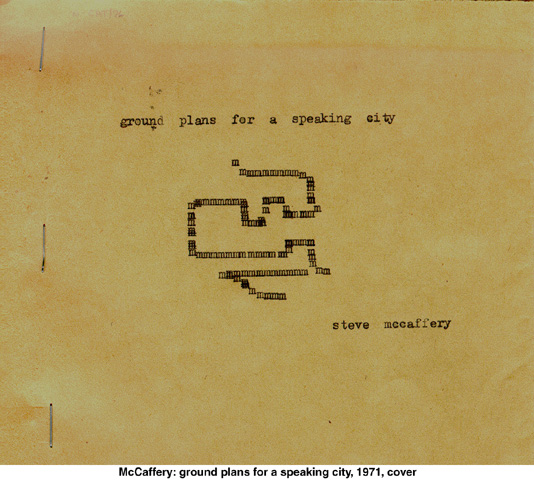 ground plans for a speaking city
steve mccaffery
McCaffery: ground plans for a speaking city, 1971, cover